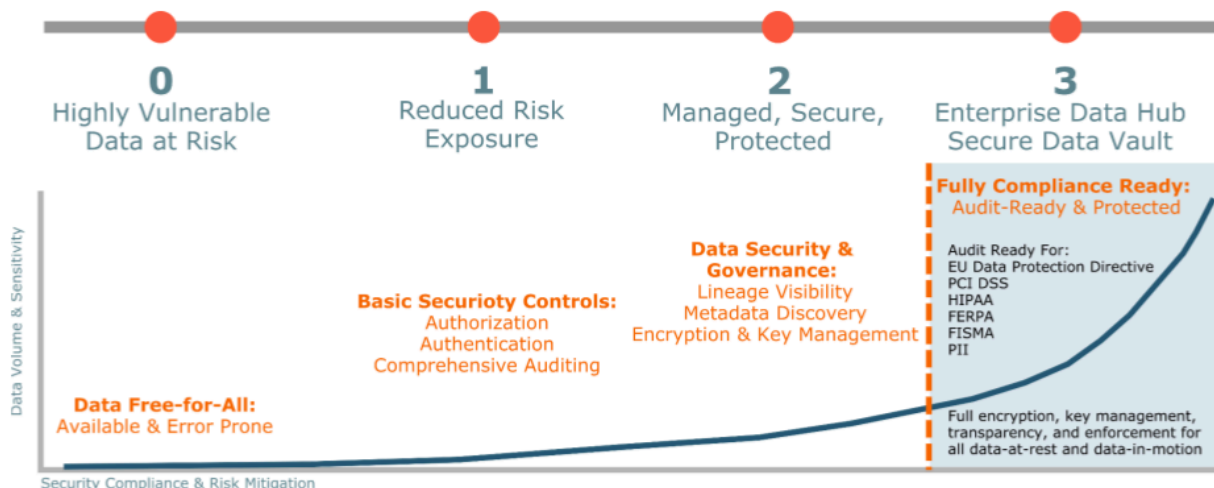 0
Highly Vulnerable
Data at Risk
1
Reduced Risk
Exposure
2
Managed, Secure,
Protected
3
Enterprise Data Hub
Secure Data Vault
Data Volume & Sensitivity
Data Free-for-All:
Available & Error Prone
Basic Securioty Controls:
Authorization
Authentication
Comprehensive Auditing
Data Security &
Governance:
Lineage Visibility
Metadata Discovery
Encryption & Key Management
Fully Compliance Ready:
Audit-Ready & Protected
Audit Ready For:
EU Data Protection Directive
PCI DSS
HIPAA
FERPA
FISMA
PII
Full encryption, key management,
transparency, and enforcement for
all data-at-rest and data-in-motion
Security Compliance & Risk Mitigation